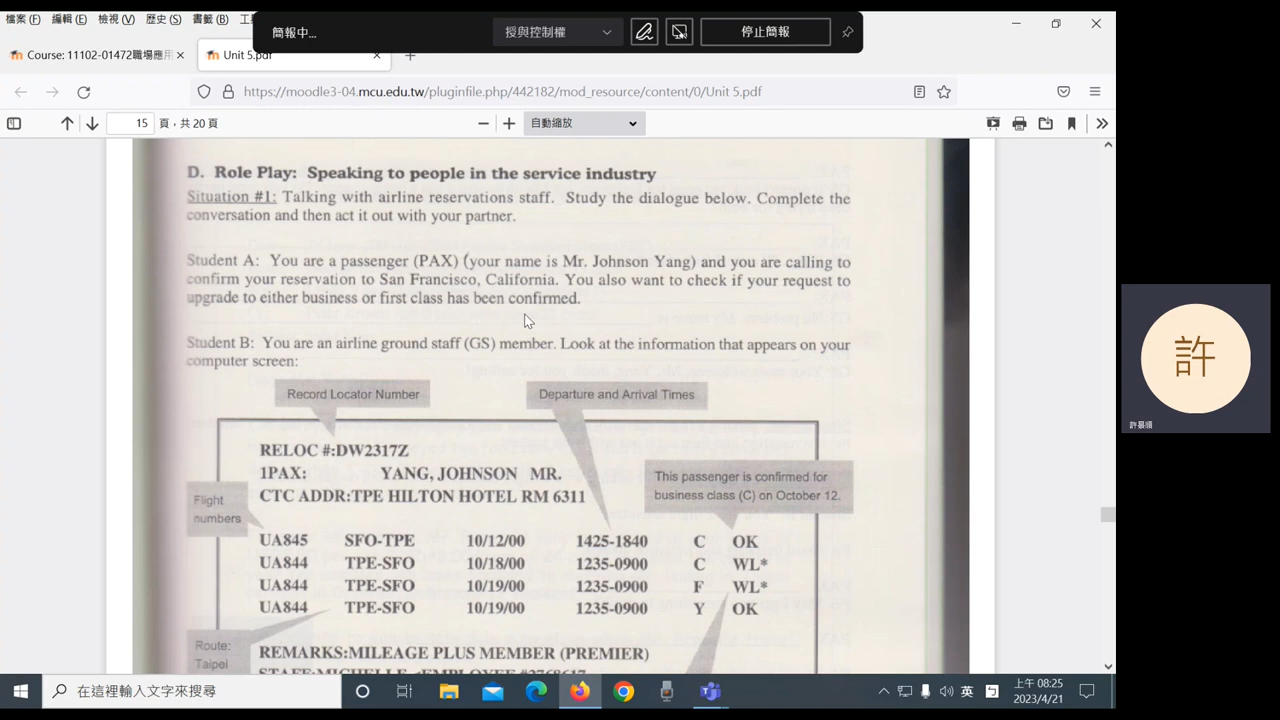 檔案(F) 編輯(E) 檢視(V) 歷史(S) 書籤(B)
簡報中...
授與控制權
停止簡報
Course: 11102-01472職場應用
Unit 5.pdf
https://moodle3-04.mcu.edu.tw/pluginfile.php/442182/mod_resource/content/0/Unit 5.pdf
15 頁,共 20 頁
自動縮放
D. Role Play: Speaking to people in the service industry
Situation #1: Talking with airline reservations staff. Study the dialogue below. Complete the
conversation and then act it out with your partner.
Student A: You are a passenger (PAX) (your name is Mr. Johnson Yang) and you are calling to
confirm your reservation to San Francisco, California. You also want to check if your request to
upgrade to either business or first class has been confirmed.
Student B: You are an airline ground staff (GS) member. Look at the information that appears on your
computer screen:
Record Locator Number
Departure and Arrival Times
RELOC #:DW2317Z
1PAX: YANG, JOHNSON MR.
CTC ADDR:TPE HILTON HOTEL RM 6311
This passenger is confirmed for
business class (C) on October 12.
Flight
numbers
UA845 SFO-TPE 10/12/00 1425-1840 C OK
UA844 TPE-SFO 10/18/00 1235-0900 C WL*
UA844 TPE-SFO 10/19/00 1235-0900 F WL*
UA844 TPE-SFO 10/19/00 1235-0900 Y OK
Route:
Taipei
REMARKS:MILEAGE PLUS MEMBER (PREMIER)
許
許景順
在這裡輸入文字來搜尋
英
上午 08:25
2023/4/21